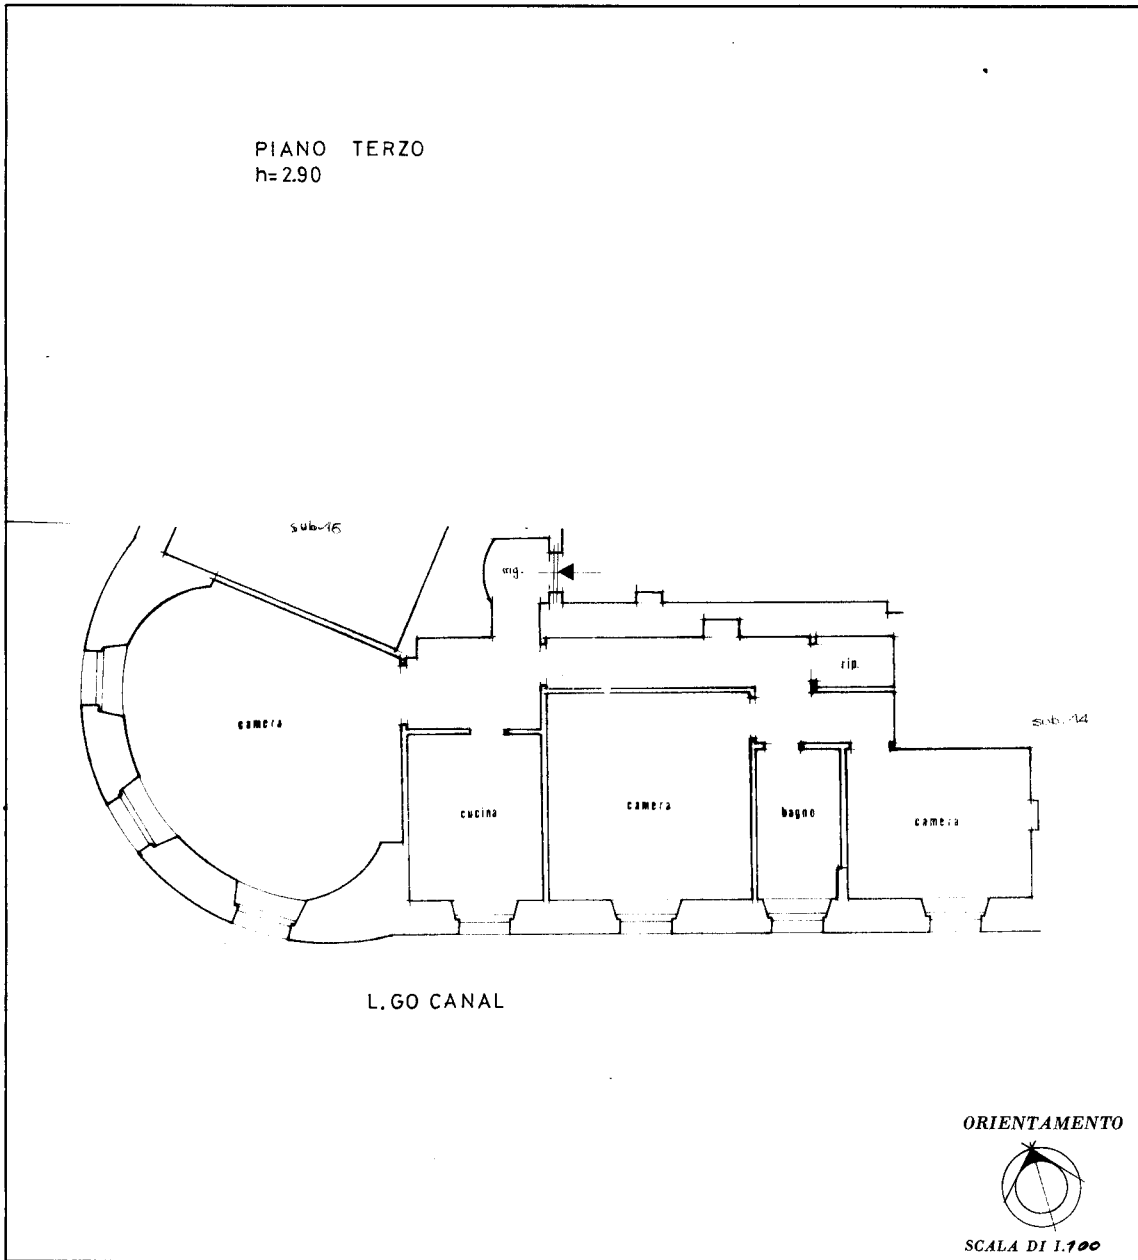 PIANO TERZO
h=2.90
sub.16
ing.
rip.
sub.14
camera
cucina
camera
bagno
camera
L.GO CANAL
ORIENTAMENTO
SCALA DI 1.100